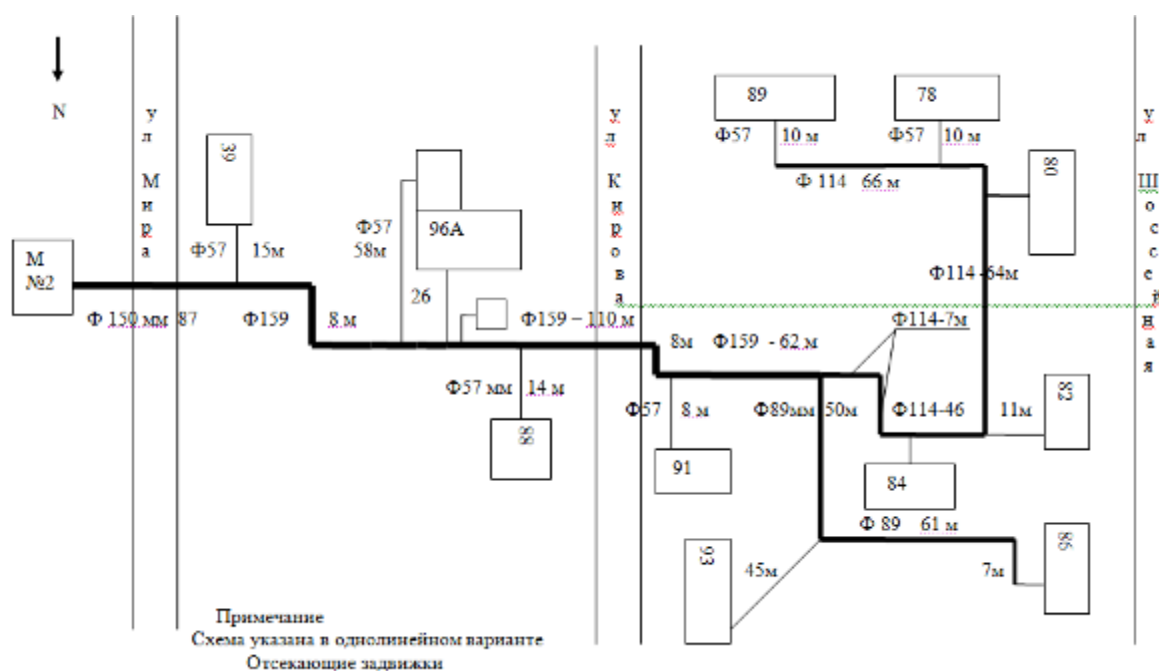 N
ул Мира
ул Кирова
ул Шоссейная
89
78
Ф57 10 м
Ф57 10 м
39
80
Ф 114 66 м
96А
Ф57
58м
Ф57 15м
М
№2
Ф114-64м
26
Ф 150 мм 87
Ф159 8 м
Ф159 – 110 м
Ф114-7м
8м Ф159 - 62 м
Ф57 мм 14 м
Ф57 8 м
Ф89мм 50м
Ф114-46
11м
82
88
91
84
Ф 89 61 м
93
45м
7м
Примечание
Схема указана в однолинейном варианте
Отсекающие задвижки